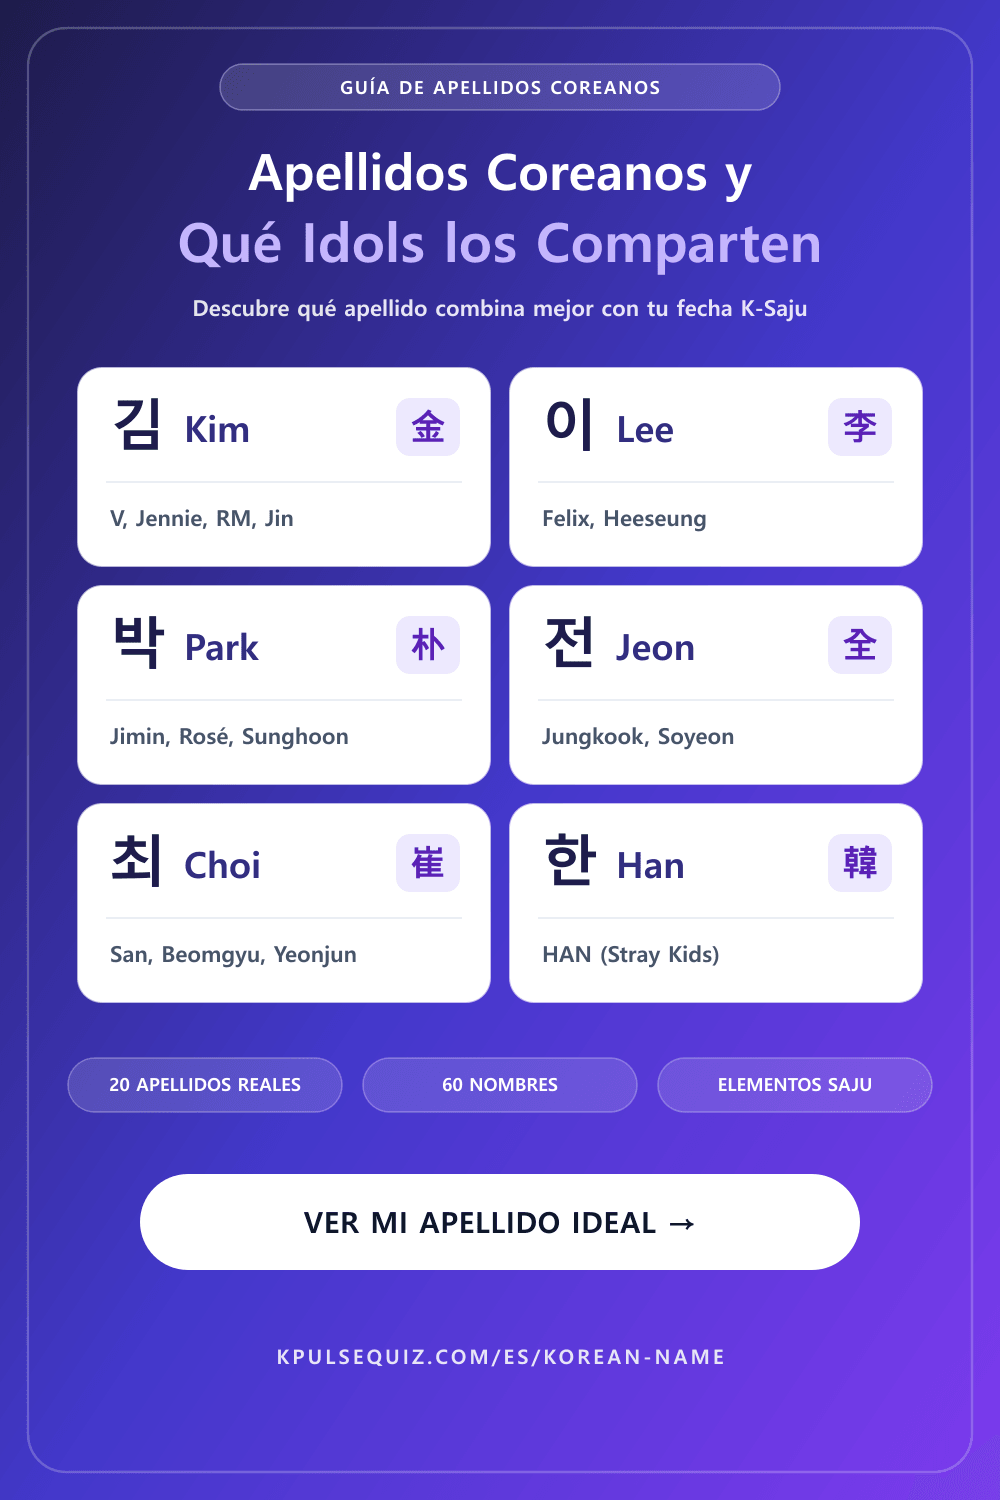 GUÍA DE APELLIDOS COREANOS
Apellidos Coreanos y
Qué Idols los Comparten
Descubre qué apellido combina mejor con tu fecha K-Saju
김 Kim 金
V, Jennie, RM, Jin
이 Lee 李
Felix, Heeseung
박 Park 朴
Jimin, Rosé, Sunghoon
전 Jeon 全
Jungkook, Soyeon
최 Choi 崔
San, Beomgyu, Yeonjun
한 Han 韓
HAN (Stray Kids)
20 APELLIDOS REALES
60 NOMBRES
ELEMENTOS SAJU
VER MI APELLIDO IDEAL →
KPULSEQUIZ.COM/ES/KOREAN-NAME